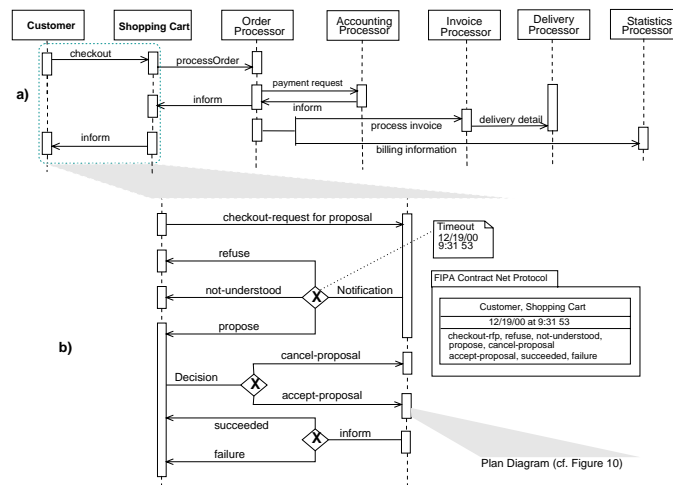 Customer
Shopping Cart
Order
Processor
Accounting
Processor
Invoice
Processor
Delivery
Processor
Statistics
Processor
checkout
processOrder
payment request
a)
inform
inform
process invoice
delivery detail
inform
billing information
checkout-request for proposal
Timeout
12/19/00
9:31 53
refuse
FIPA Contract Net Protocol
not-understood
X
Notification
Customer, Shopping Cart
12/19/00 at 9:31 53
propose
checkout-rfp, refuse, not-understood,
propose, cancel-proposal
accept-proposal, succeeded, failure
b)
cancel-proposal
Decision
X
accept-proposal
succeeded
X
inform
failure
Plan Diagram (cf. Figure 10)